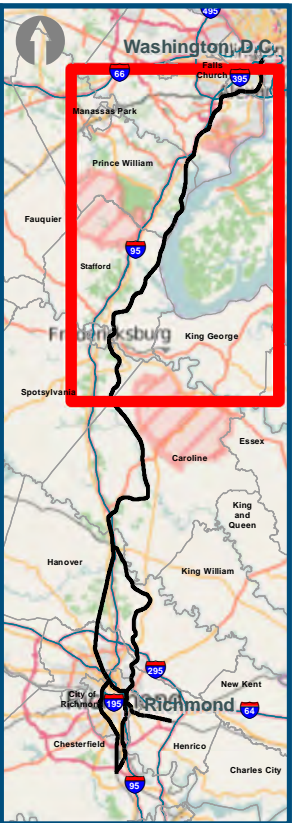 495
Washington, D.C.
66
Falls
Church
395
Manassas Park
Prince William
Fauquier
95
Stafford
Fredericksburg
King George
Spotsylvania
Essex
Caroline
King
and
Queen
Hanover
King William
295
New Kent
City of
Richmond
195
Richmond
64
Chesterfield
Henrico
Charles City
95